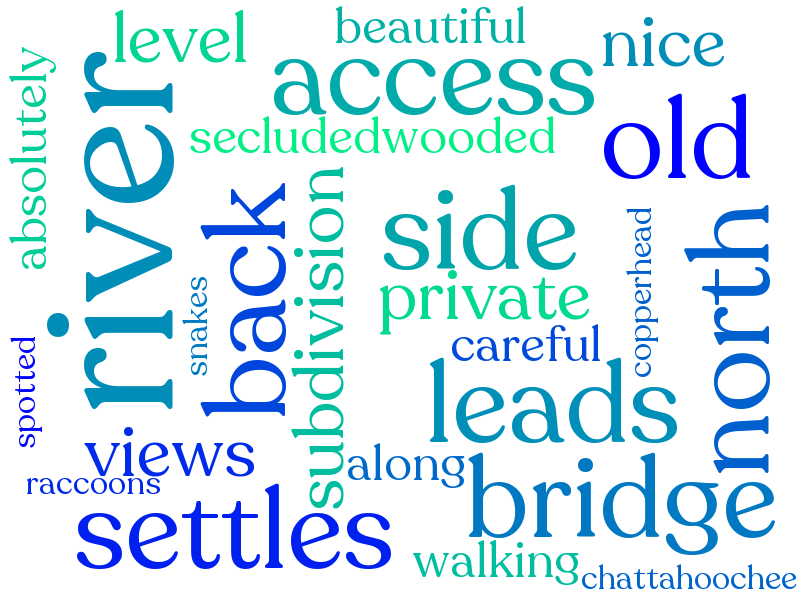 beautiful
level
nice
absolutely
river
access
secludedwooded
old
back
subdivision
side
north
copperhead
snakes
private
careful
spotted
leads
views
along
bridge
raccoons
settles
walking
chattahoochee